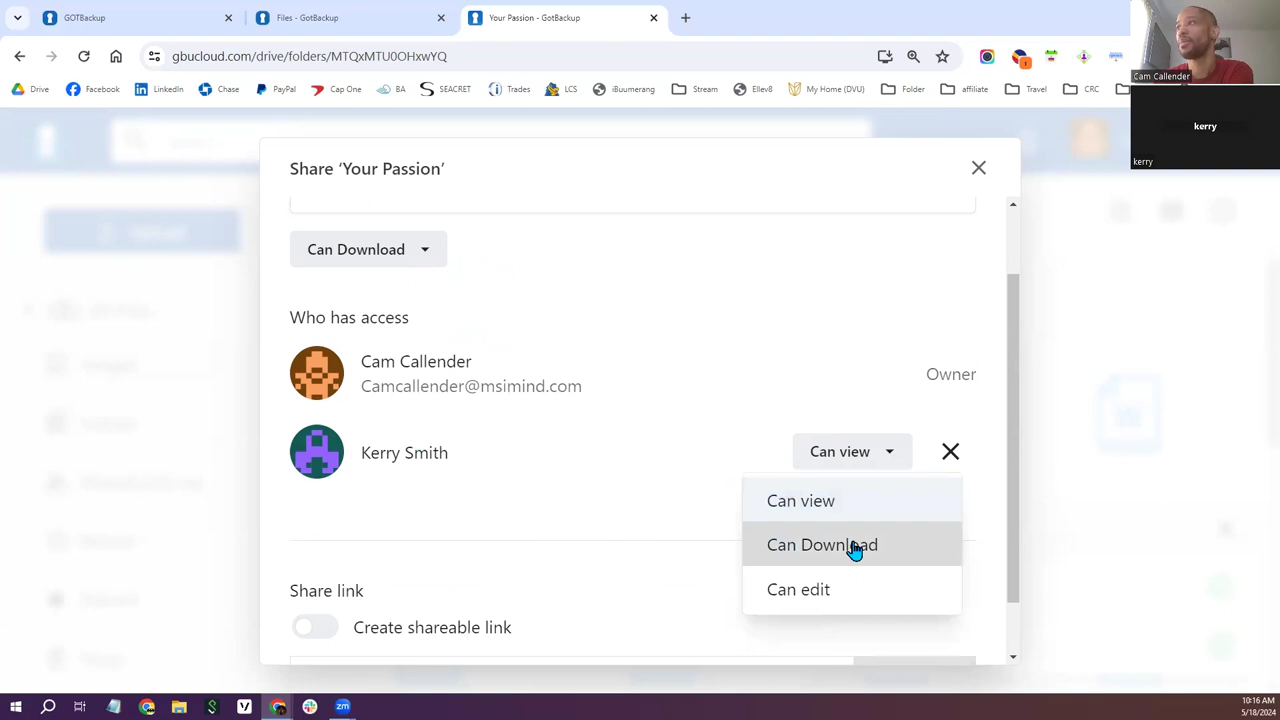 GOTBackup
Files - GotBackup
Your Passion - GotBackup
gbucloud.com/drive/folders/MTQxMTU0OHxwYQ
Drive
Facebook
LinkedIn
Chase
PayPal
Cap One
BA
SEACRET
Trades
LCS
iBuumerang
Stream
Ellev8
My Home (DVU)
Folder
affiliate
Travel
CRC
Cam Callender
kerry
kerry
Share ‘Your Passion’
Can Download
Who has access
Cam Callender
Camcallender@msimind.com
Owner
Kerry Smith
Can view
Can view
Can Download
Can edit
Share link
Create shareable link
10:16 AM
5/18/2024